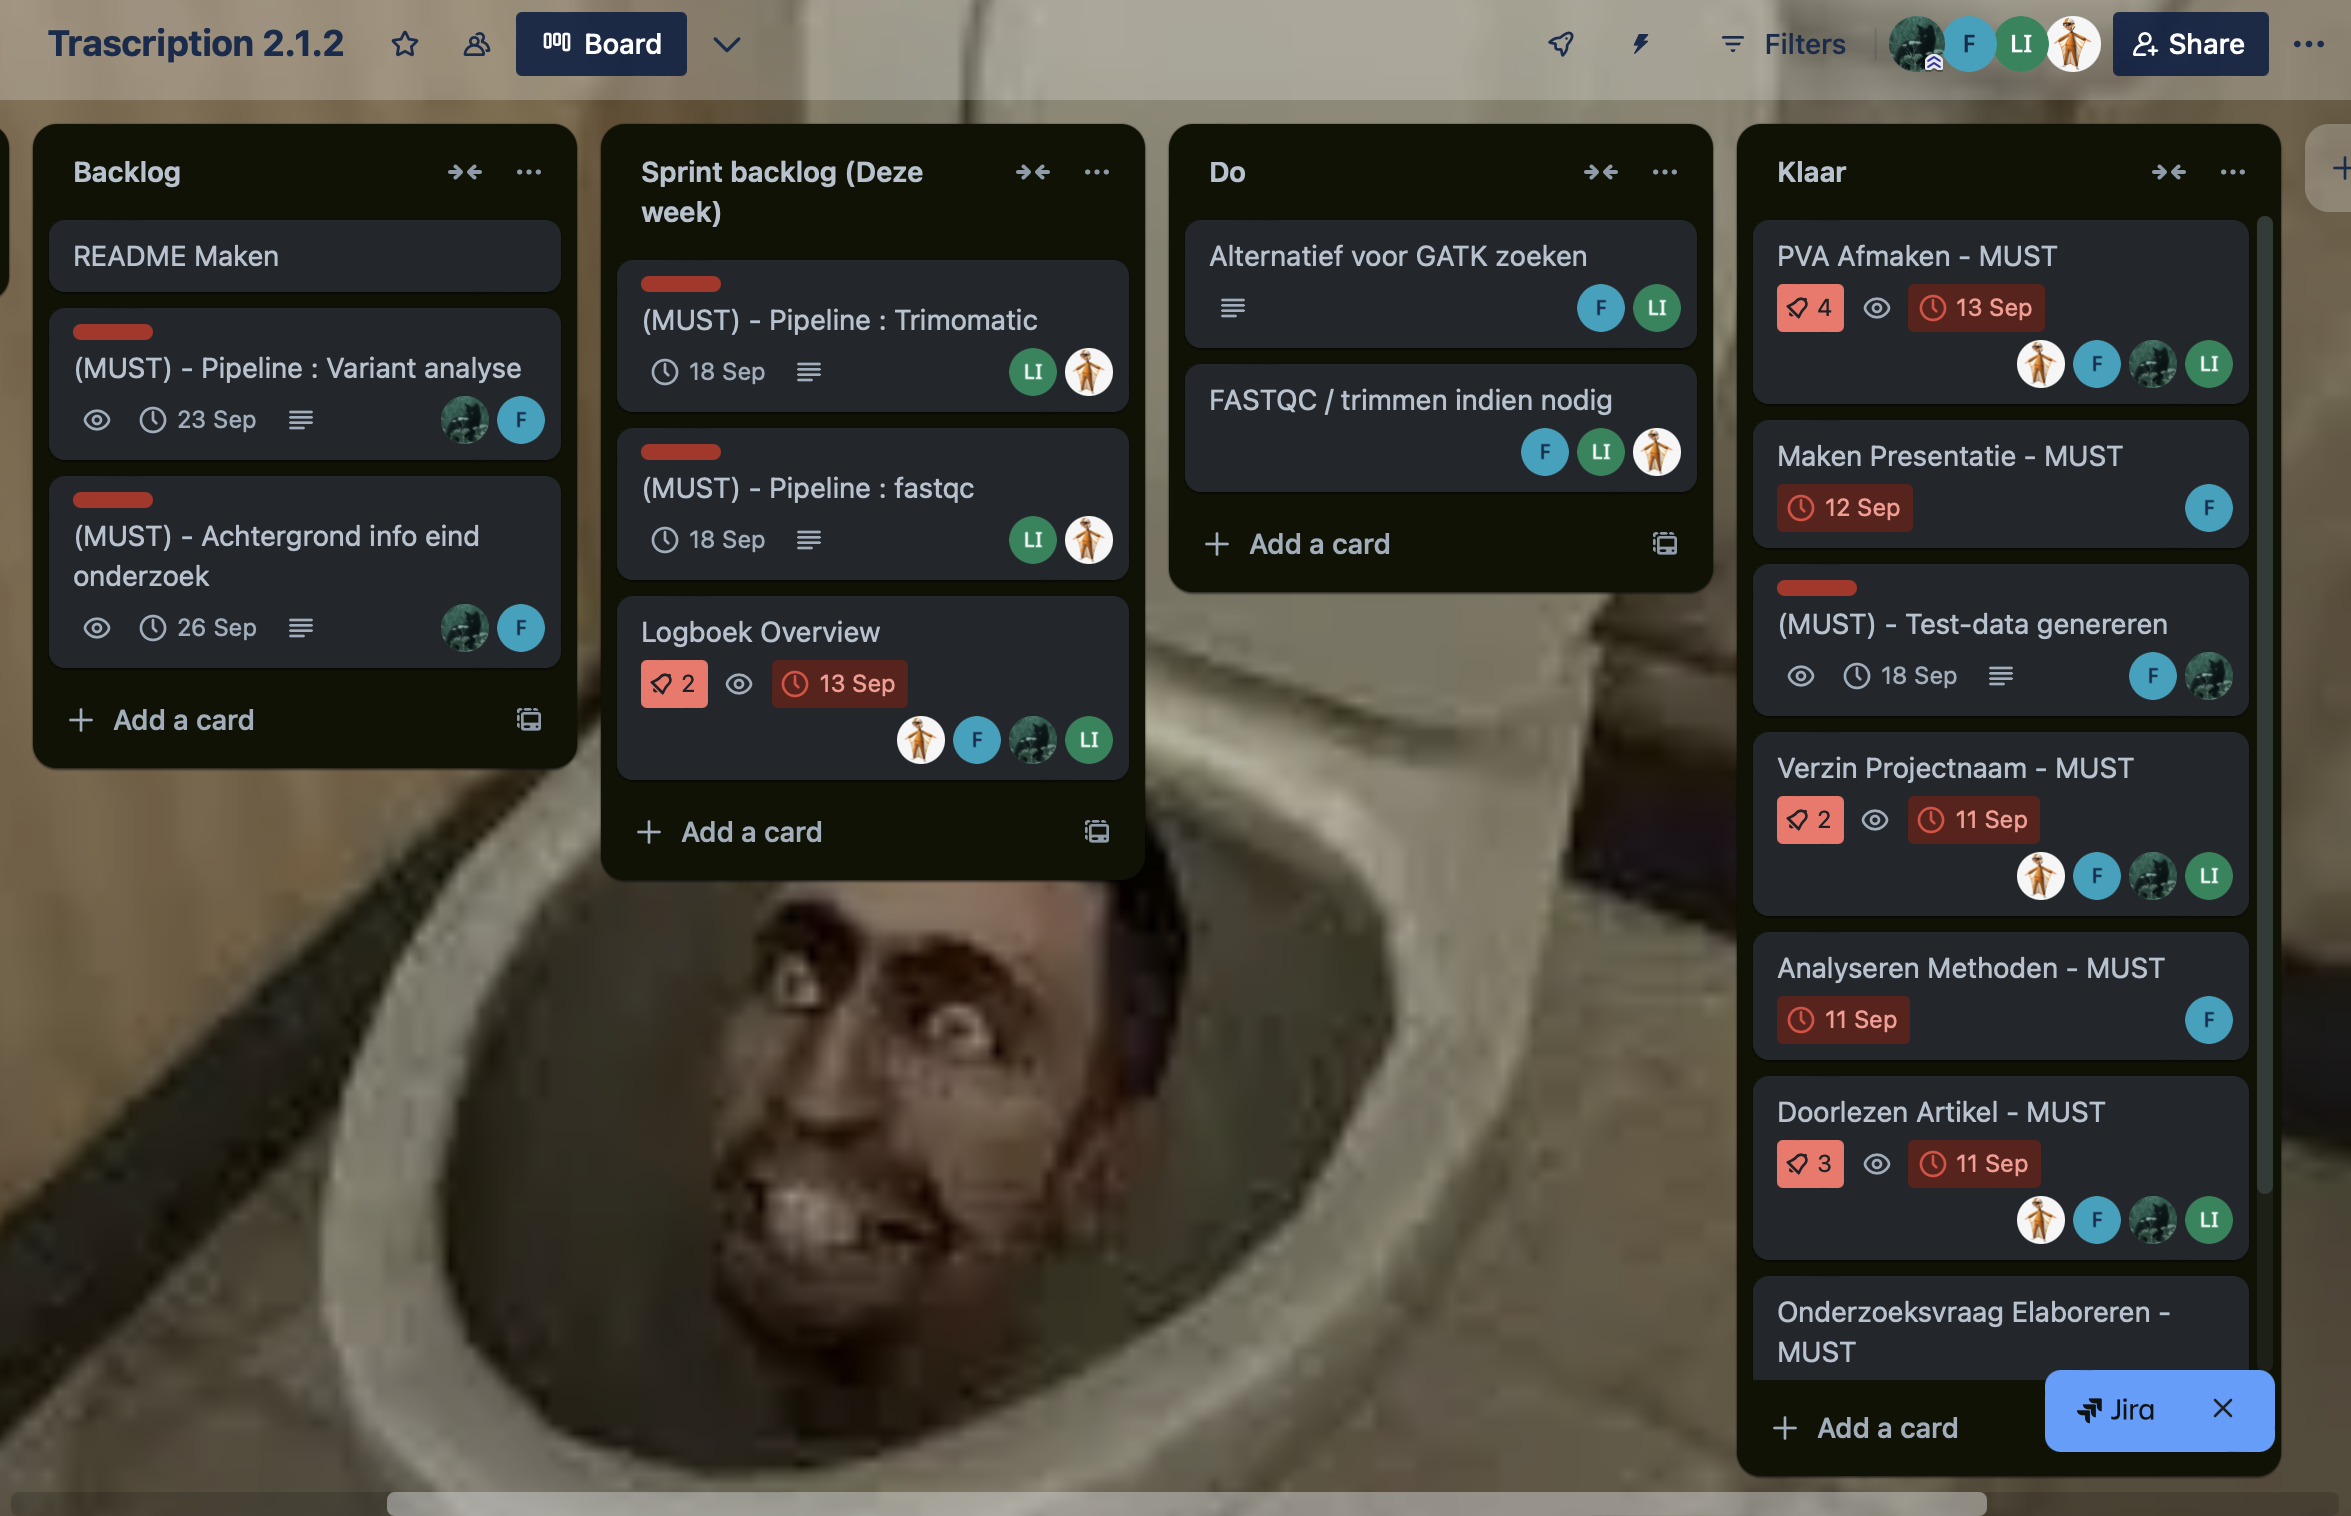 Trascription 2.1.2
Board
Filters
F
LI
Share
Backlog
README Maken
(MUST) - Pipeline : Variant analyse
23 Sep
F
(MUST) - Achtergrond info eind
onderzoek
26 Sep
F
Add a card
Sprint backlog (Deze
week)
(MUST) - Pipeline : Trimomatic
18 Sep
LI
(MUST) - Pipeline : fastqc
18 Sep
LI
Logboek Overview
2
13 Sep
F
LI
Add a card
Do
Alternatief voor GATK zoeken
F
LI
FASTQC / trimmen indien nodig
F
LI
Add a card
Klaar
PVA Afmaken - MUST
4
13 Sep
F
LI
Maken Presentatie - MUST
12 Sep
F
(MUST) - Test-data genereren
18 Sep
F
Verzin Projectnaam - MUST
2
11 Sep
F
LI
Analyseren Methoden - MUST
11 Sep
F
Doorlezen Artikel - MUST
3
11 Sep
F
LI
Onderzoeksvraag Elaboreren -
MUST
Add a card
Jira